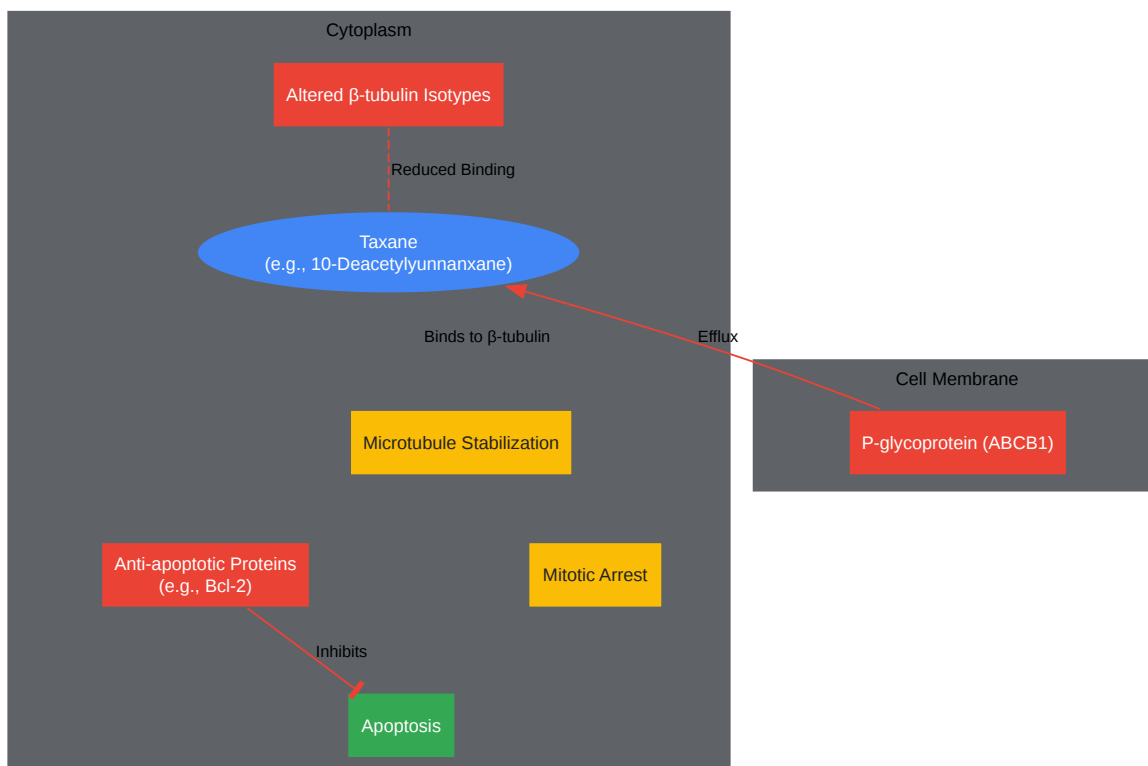 Cytoplasm
Altered β-tubulin Isotypes
Reduced Binding
Taxane
(e.g., 10-Deacetylyunnanxane)
Binds to β-tubulin
Efflux
Cell Membrane
Microtubule Stabilization
P-glycoprotein (ABCB1)
Anti-apoptotic Proteins
(e.g., Bcl-2)
Mitotic Arrest
Inhibits
Apoptosis